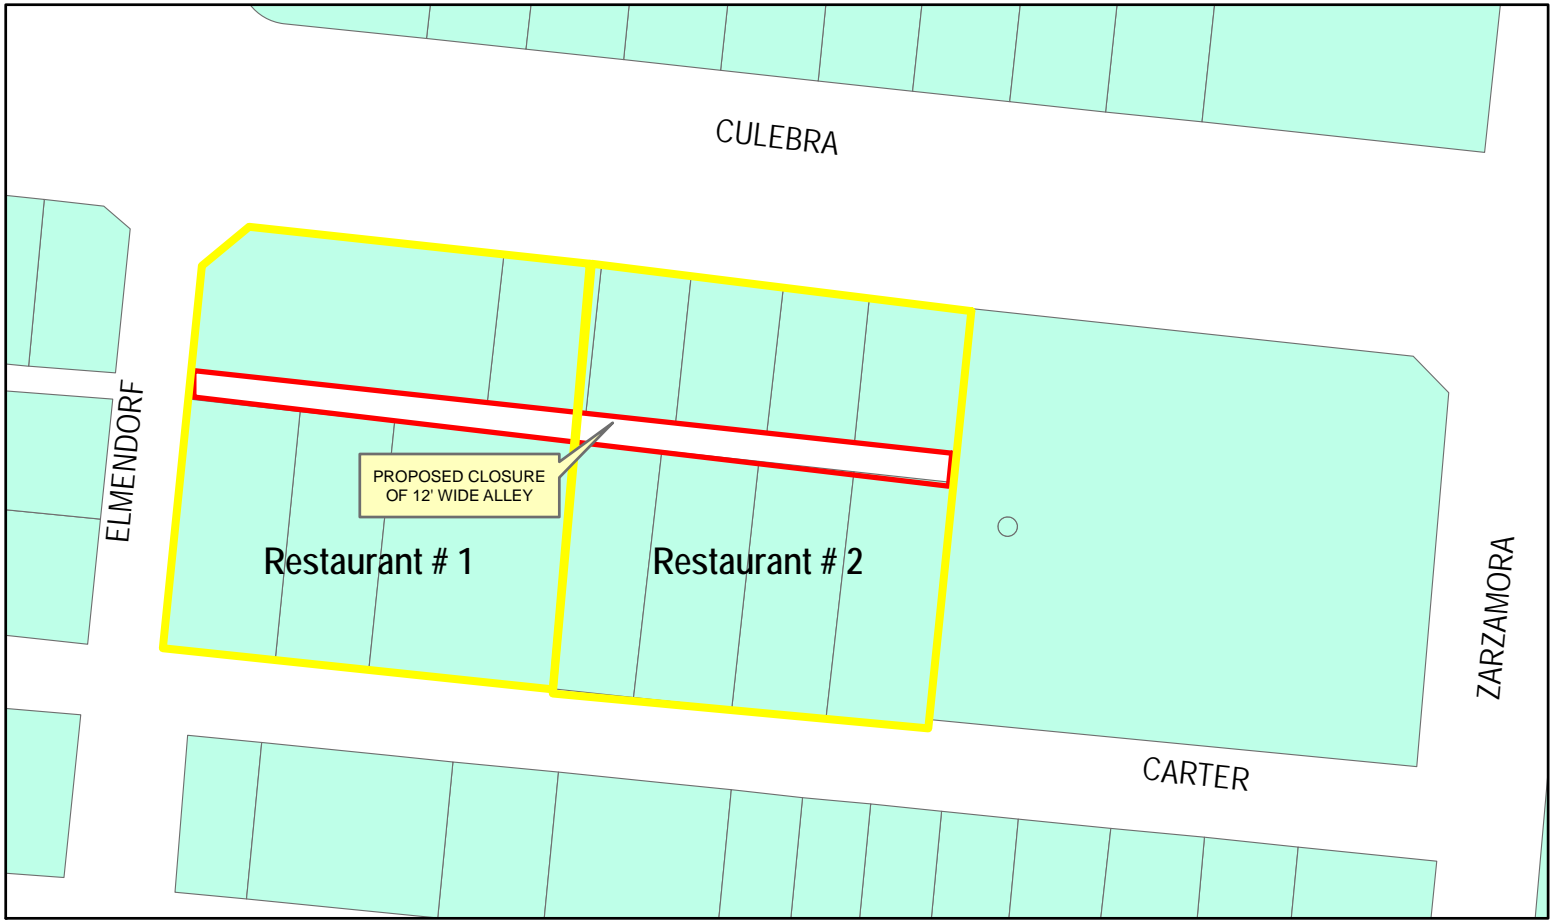 CULEBRA
ELMENDORF
PROPOSED CLOSURE
OF 12' WIDE ALLEY
Restaurant # 1
Restaurant # 2
ZARZAMORA
CARTER